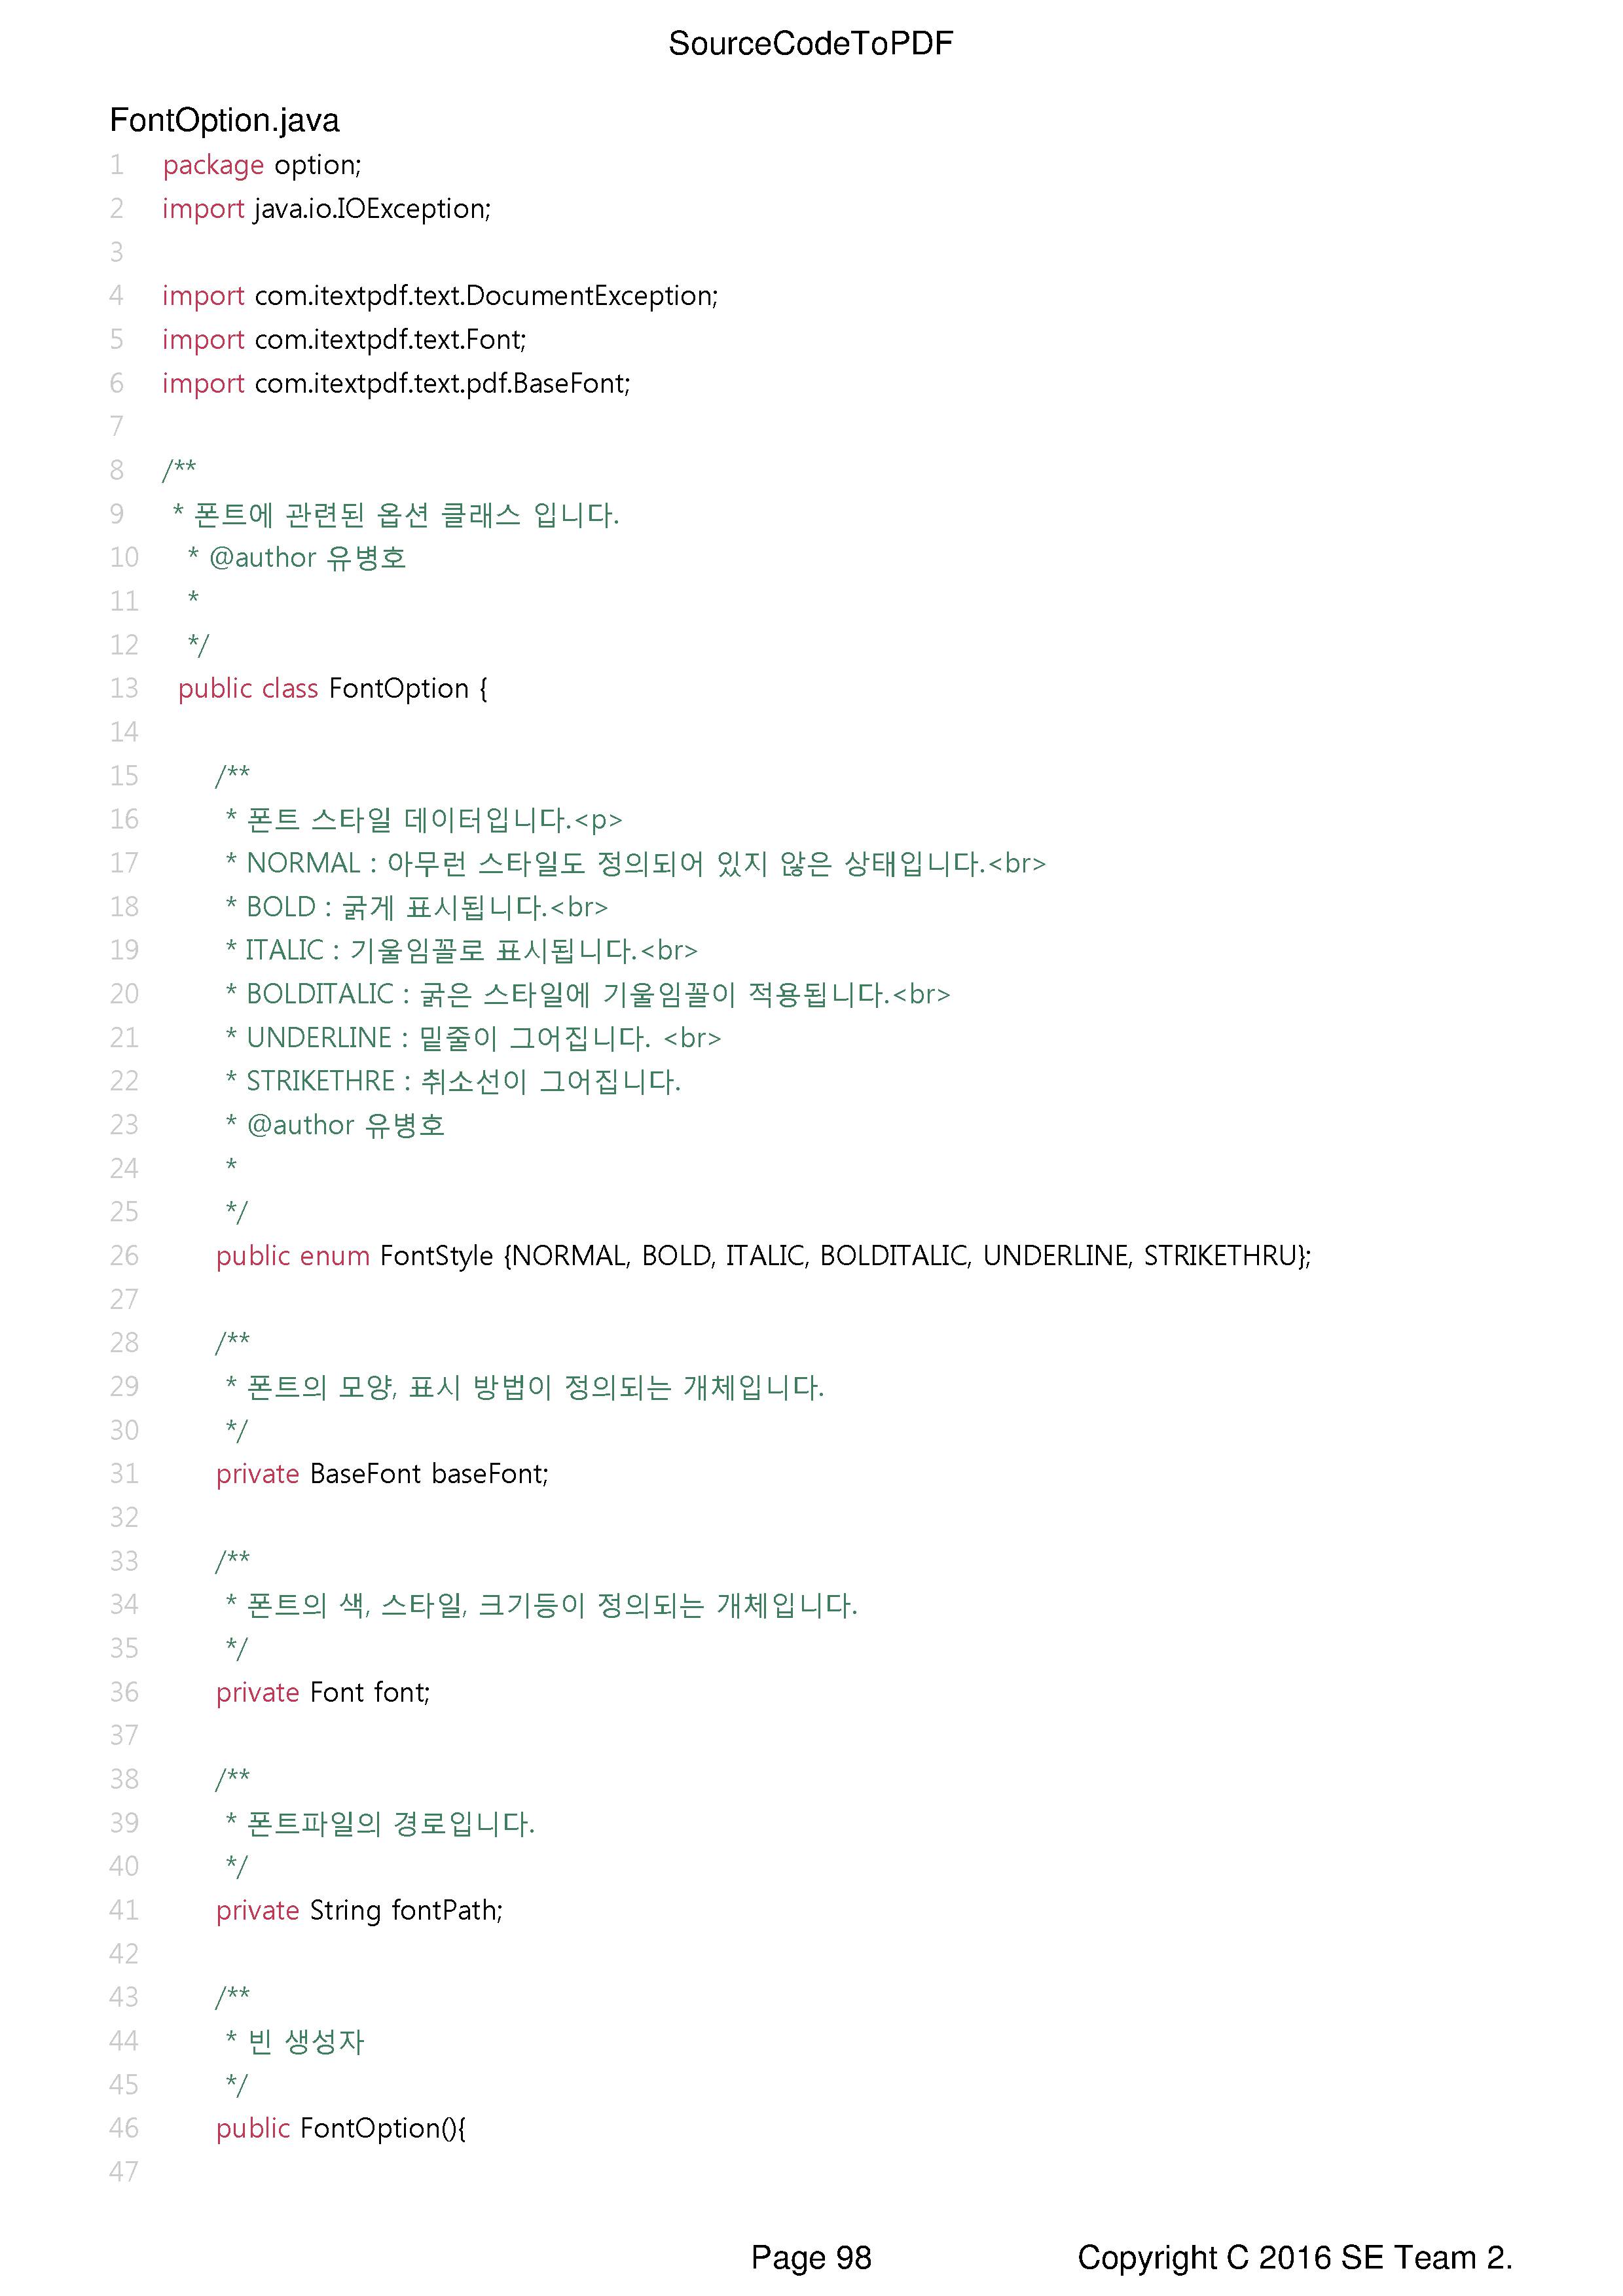 SourceCodeToPDF
FontOption.java
1 package option;
2 import java.io.IOException;
3
4 import com.itextpdf.text.DocumentException;
5 import com.itextpdf.text.Font;
6 import com.itextpdf.text.pdf.BaseFont;
7
8 /**
9 * 폰트에 관련된 옵션 클래스 입니다.
10 * @author 유병호
11 *
12 */
13 public class FontOption {
14
15 /**
16 * 폰트 스타일 데이터입니다.<p>
17 * NORMAL : 아무런 스타일도 정의되어 있지 않은 상태입니다.<br>
18 * BOLD : 굵게 표시됩니다.<br>
19 * ITALIC : 기울임꼴로 표시됩니다.<br>
20 * BOLDITALIC : 굵은 스타일에 기울임꼴이 적용됩니다.<br>
21 * UNDERLINE : 밑줄이 그어집니다. <br>
22 * STRIKETHRE : 취소선이 그어집니다.
23 * @author 유병호
24 *
25 */
26 public enum FontStyle {NORMAL, BOLD, ITALIC, BOLDITALIC, UNDERLINE, STRIKETHRU};
27
28 /**
29 * 폰트의 모양, 표시 방법이 정의되는 개체입니다.
30 */
31 private BaseFont baseFont;
32
33 /**
34 * 폰트의 색, 스타일, 크기등이 정의되는 개체입니다.
35 */
36 private Font font;
37
38 /**
39 * 폰트파일의 경로입니다.
40 */
41 private String fontPath;
42
43 /**
44 * 빈 생성자
45 */
46 public FontOption(){
47
Page 98 Copyright C 2016 SE Team 2.